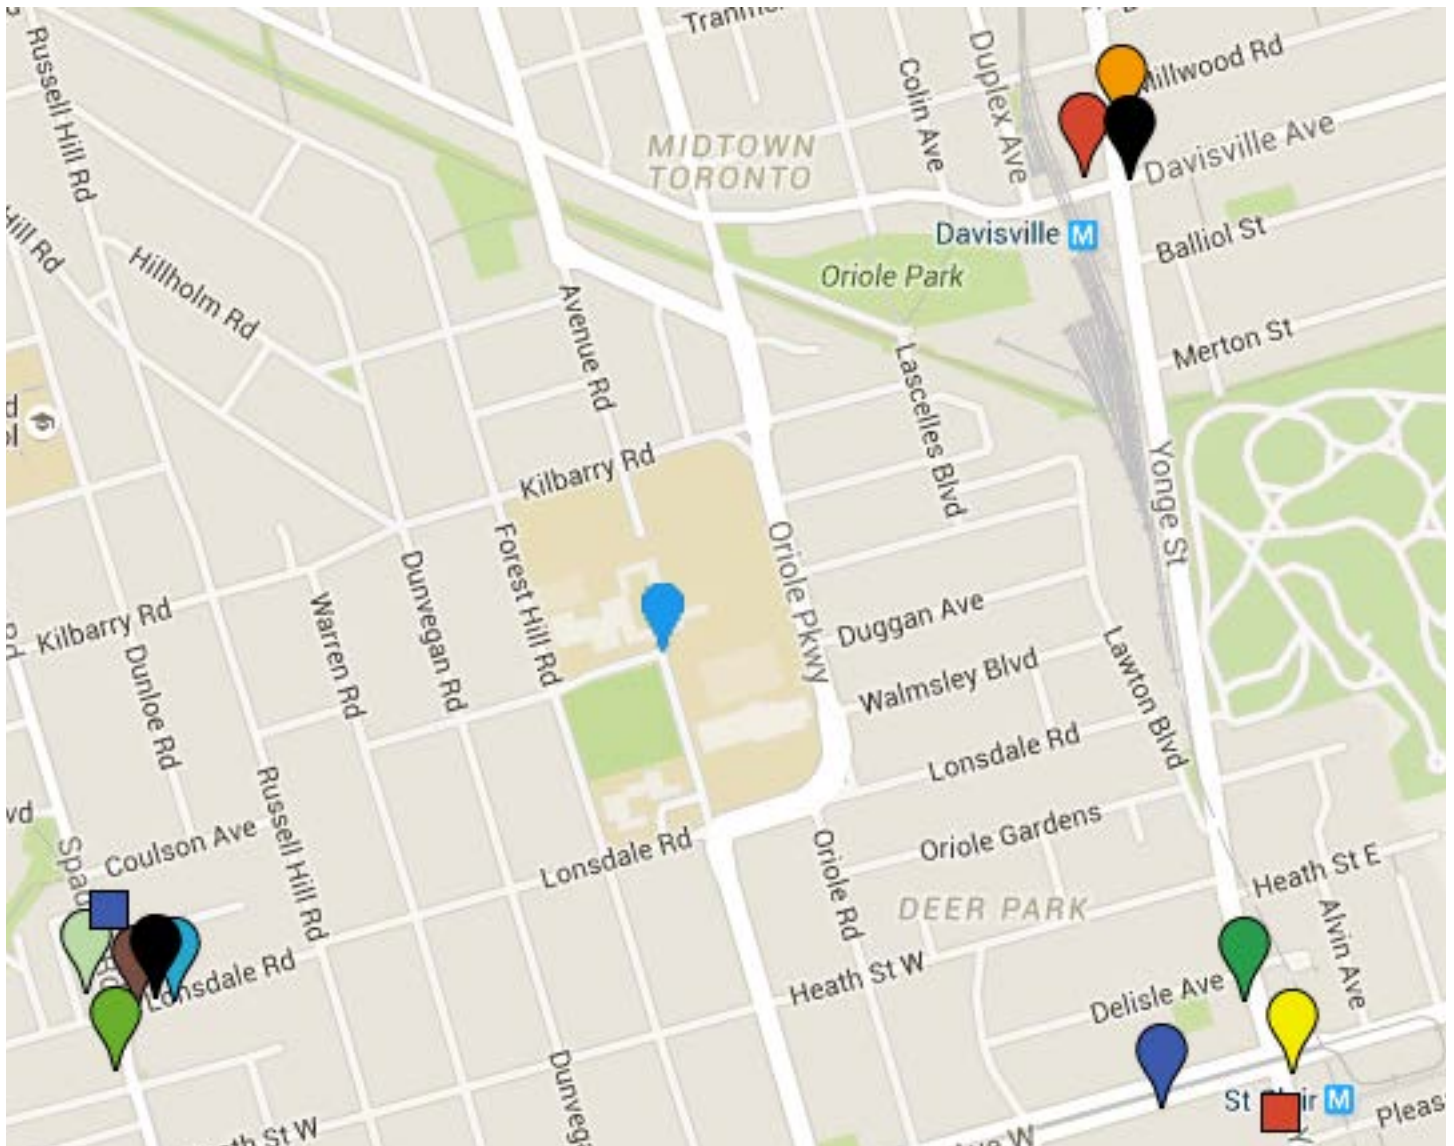 Russell Hill Rd
Duplex Ave
Millwood Rd
Colin Ave
MIDTOWN
TORONTO
Davisville Ave
Hill Rd
Hillholm Rd
Davisville M
Balliol St
Oriole Park
Avenue Rd
Merton St
Lascelles Blvd
Kilbarry Rd
Yonge St
Forest Hill Rd
Oriole Pkwy
Dunvegan Rd
Kilbarry Rd
Warren Rd
Duggan Ave
Dunloe Rd
Walmsley Blvd
Lawton Blvd
Lonsdale Rd
Russell Hill Rd
vd
Coulson Ave
Oriole Gardens
Lonsdale Rd
Oriole Rd
Heath St E
DEER PARK
Alvin Ave
Lonsdale Rd
Heath St W
Delisle Ave
St M